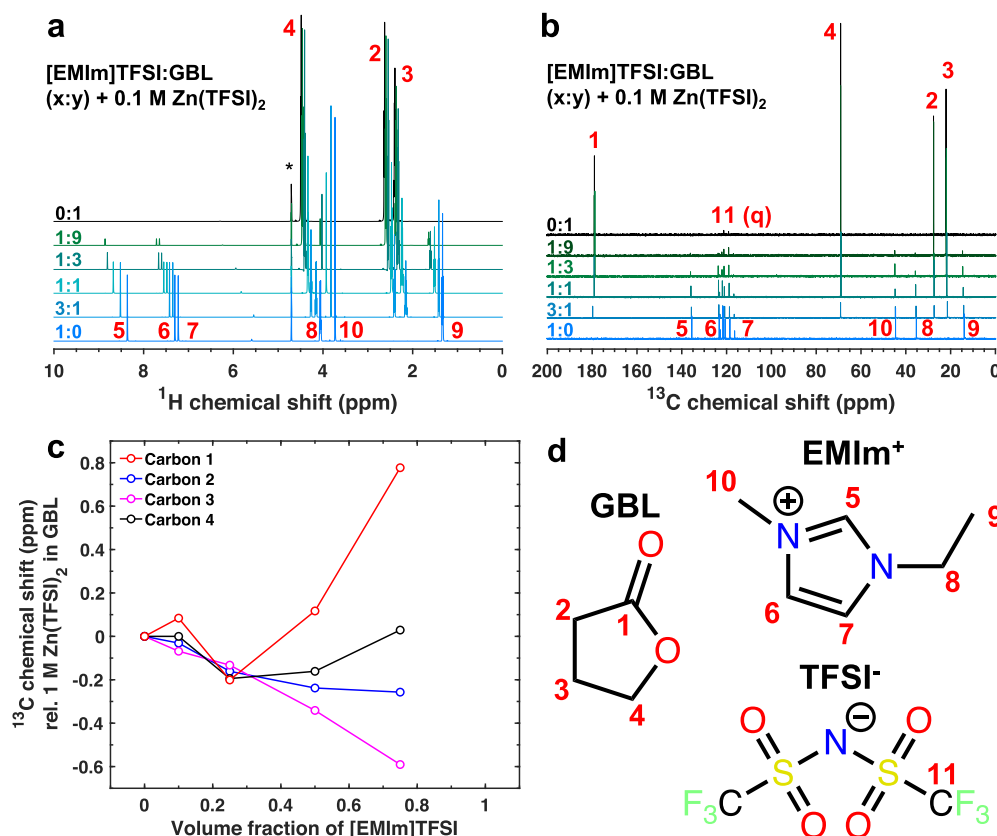 a
[EMIm]TFSI:GBL
(x:y) + 0.1 M Zn(TFSI)2
4
2
3
*
0:1
1:9
1:3
1:1
3:1
1:0
5
6
7
8
10
9
10
8
6
4
2
0
1H chemical shift (ppm)
b
[EMIm]TFSI:GBL
(x:y) + 0.1 M Zn(TFSI)2
4
3
2
1
11 (q)
0:1
1:9
1:3
1:1
3:1
1:0
5
6
7
10
8
9
200 180 160 140 120 100 80 60 40 20 0
13C chemical shift (ppm)
c
Carbon 1
Carbon 2
Carbon 3
Carbon 4
0.8
0.6
0.4
0.2
0
-0.2
-0.4
-0.6
13C chemical shift (ppm)
rel. 1 M Zn(TFSI)2 in GBL
0 0.2 0.4 0.6 0.8 1
Volume fraction of [EMIm]TFSI
d
EMIm+
10
5
9
N
N
8
6
7
GBL
O
2
1
O
3
4
TFSI-
O
O
N
S
S
11
F3C
CF3
O
O